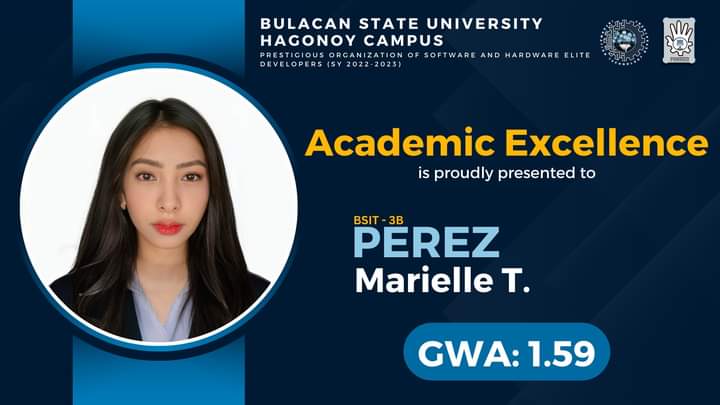 BULACAN STATE UNIVERSITY
HAGONOY CAMPUS
PRESTIGIOUS ORGANIZATION OF SOFTWARE AND HARDWARE ELITE
DEVELOPERS (SY 2022-2023)
Academic Excellence
is proudly presented to
BSIT - 3B
PEREZ
Marielle T.
GWA: 1.59